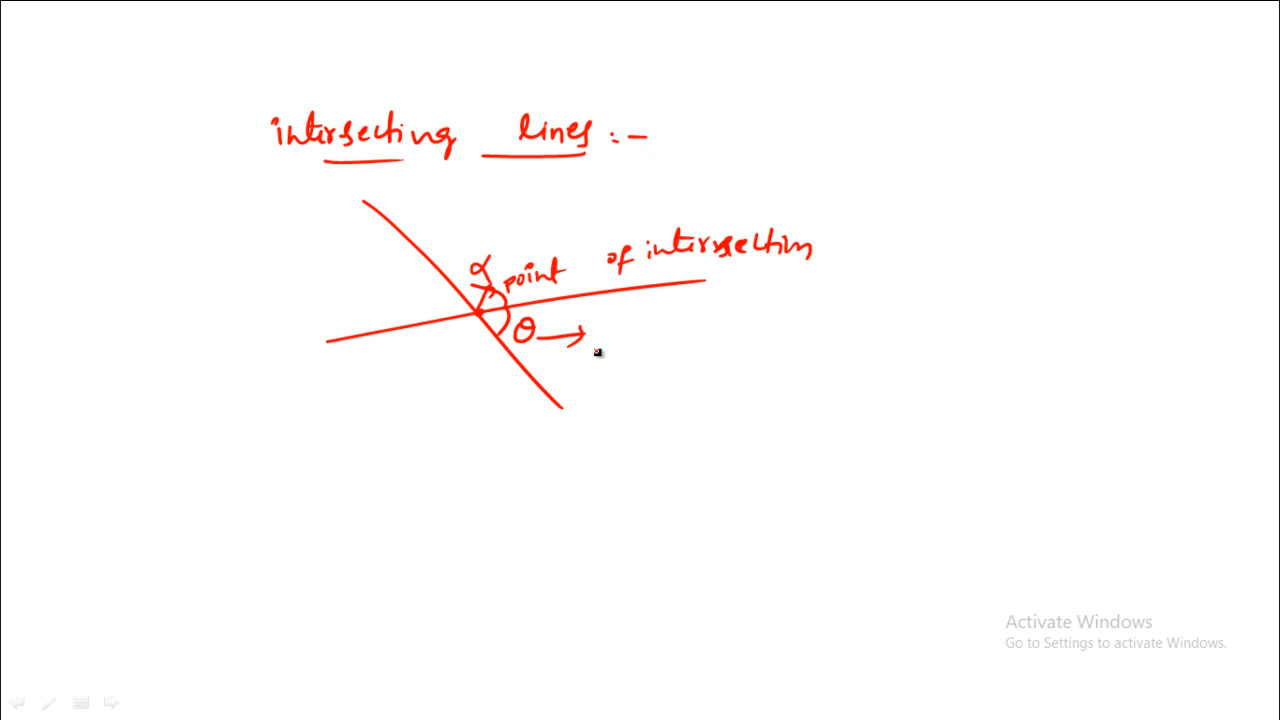 intersecting lines :-
α
point of intersection
θ →
Activate Windows
Go to Settings to activate Windows.